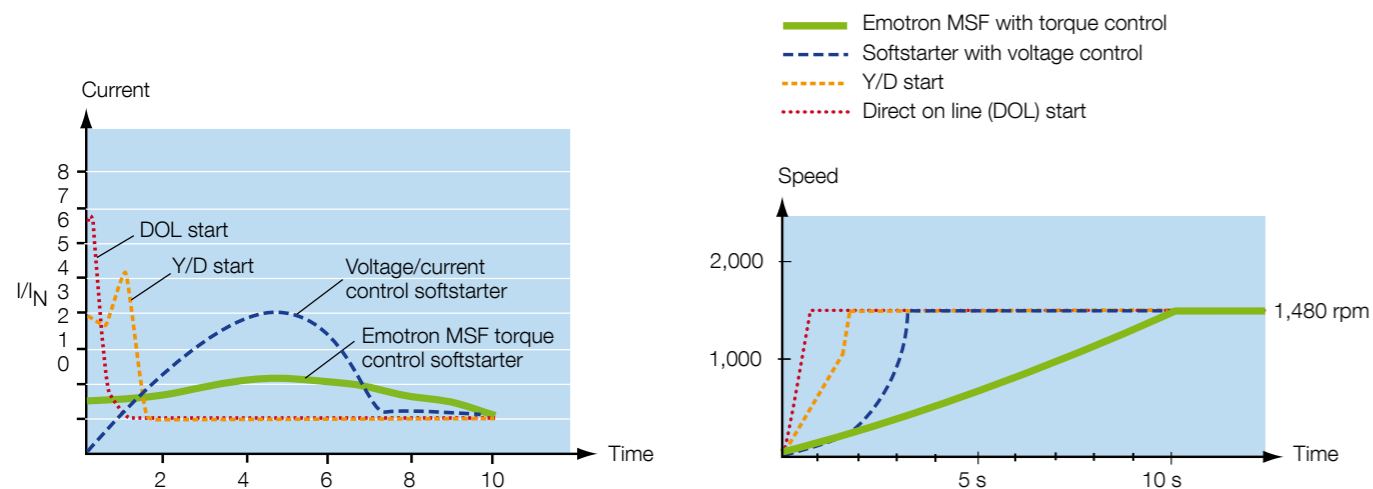 Emotron MSF with torque control
Softstarter with voltage control
Y/D start
Direct on line (DOL) start
Current
8
7
6
5
4
3
2
1
0
I/IN
DOL start
Y/D start
Voltage/current
control softstarter
Emotron MSF torque
control softstarter
Time
2 4 6 8 10
Speed
2,000
1,000
1,480 rpm
Time
5 s 10 s